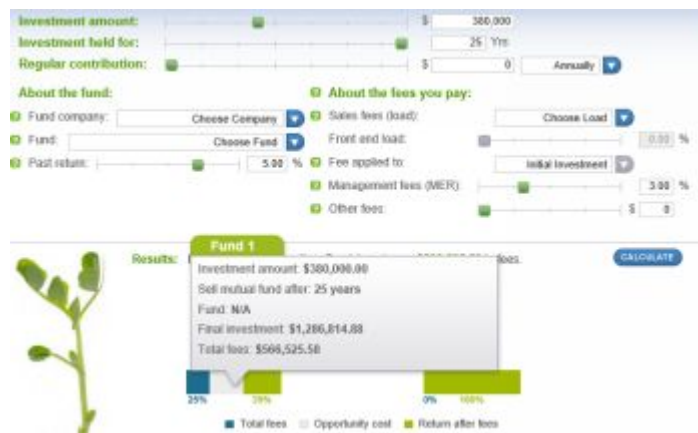 Investment amount: $ 380,000
Investment held for: 25 Yrs
Regular contribution: $ 0 Annually
About the fund:
Fund company: Choose Company
Fund: Choose Fund
Past return: 5.00 %
About the fees you pay:
Sales fees (load): Choose Load
Front end load: 0.00 %
Fee applied to: Initial Investment
Management fees (MER): 3.00 %
Other fees: $ 0
Results: fees.
CALCULATE
Fund 1
Investment amount: $380,000.00
Sell mutual fund after: 25 years
Fund: N/A
Final investment: $1,286,814.88
Total fees: $566,525.58
39% 0% 100%
Total fees Opportunity cost Return after fees